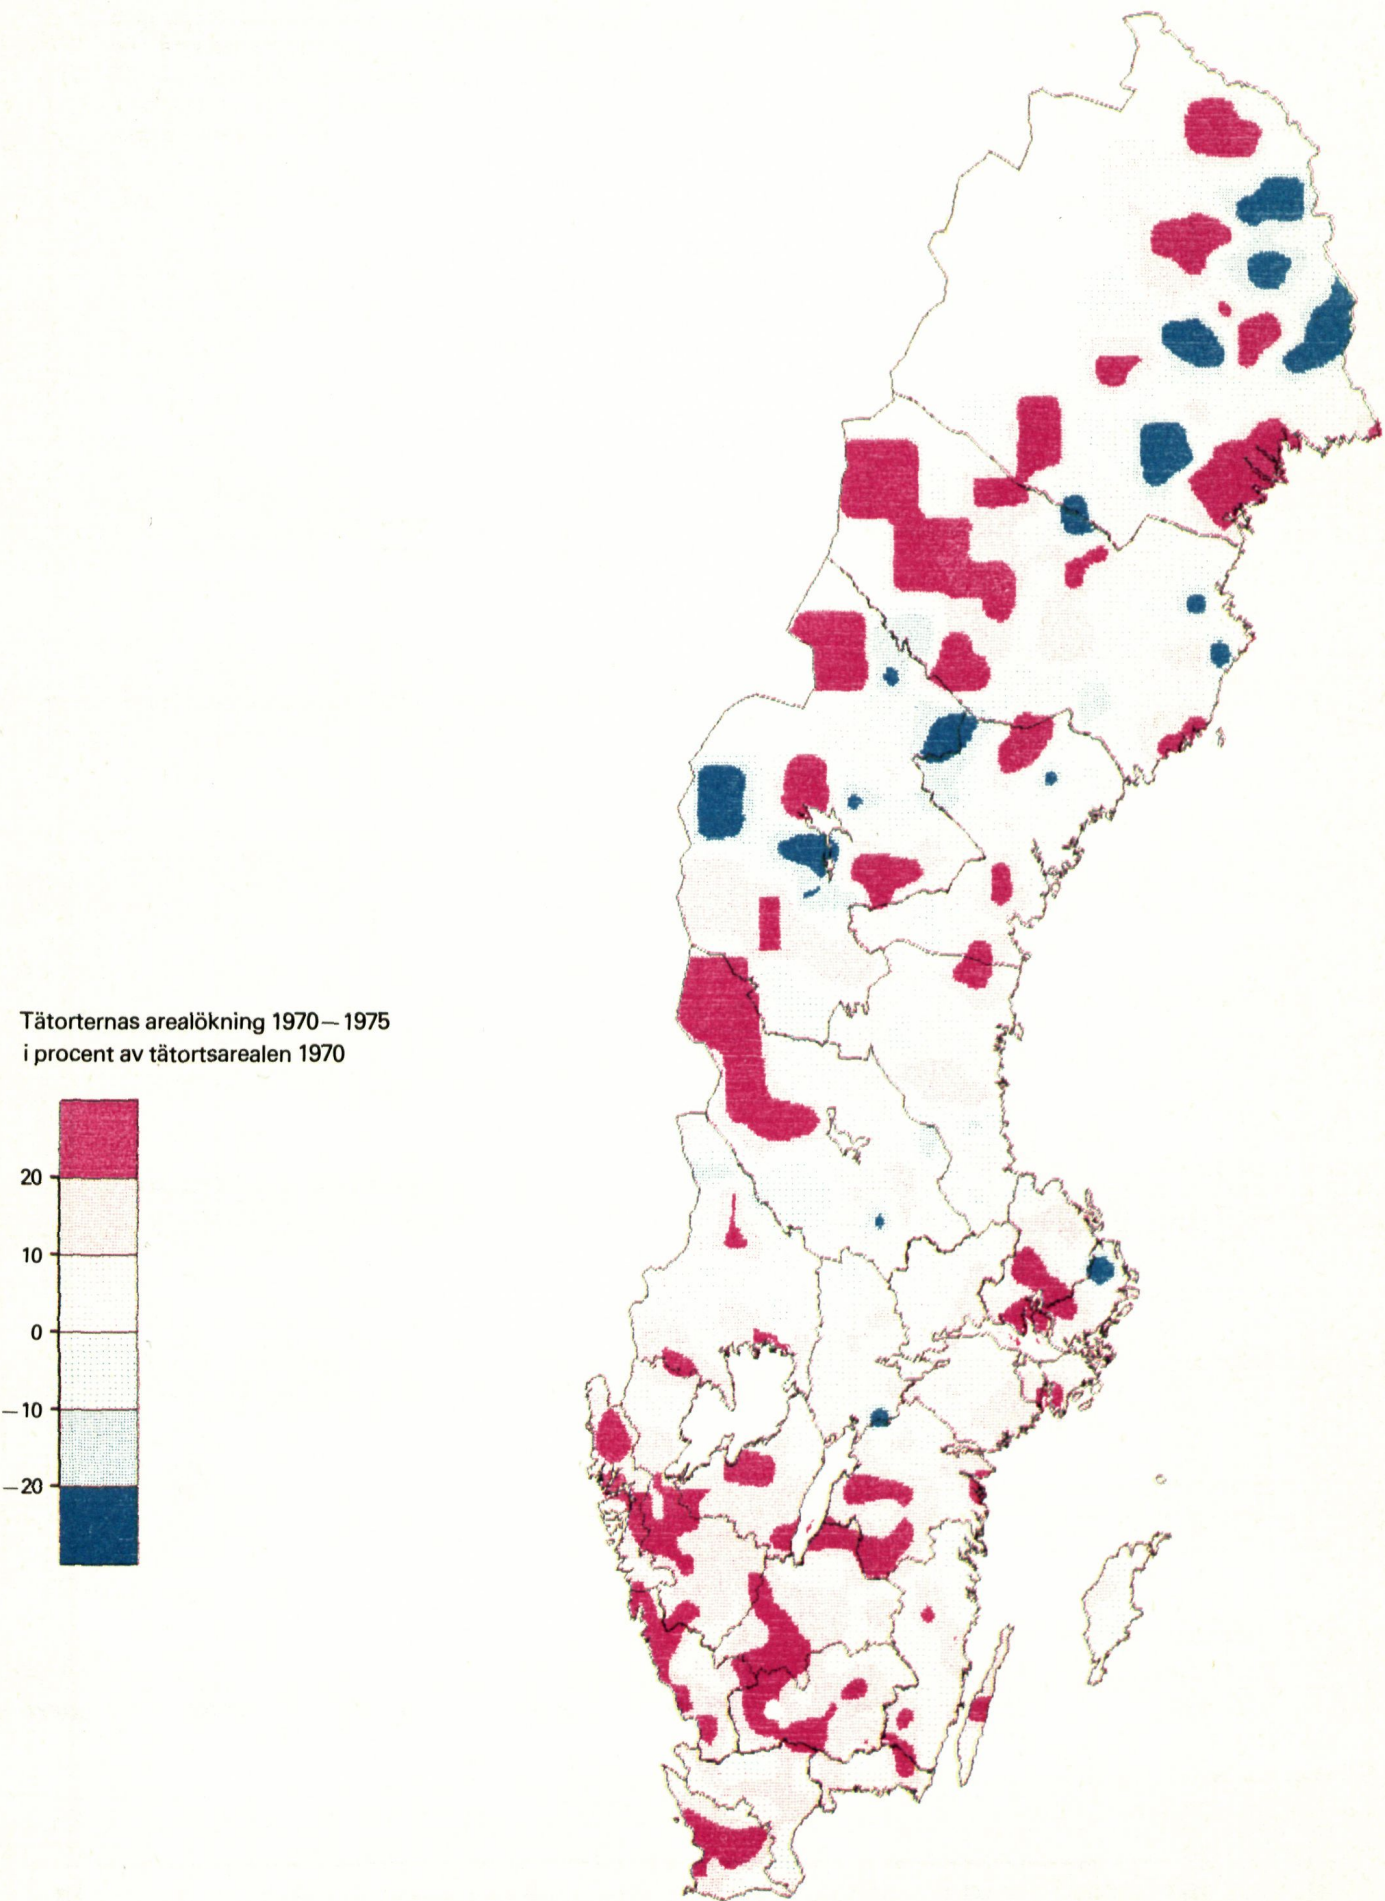 Tätorternas arealökning 1970—1975
i procent av tätortsarealen 1970
20
10
0
—10
—20